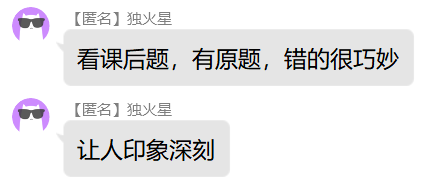 【匿名】独火星
看课后题，有原题，错的很巧妙
【匿名】独火星
让人印象深刻